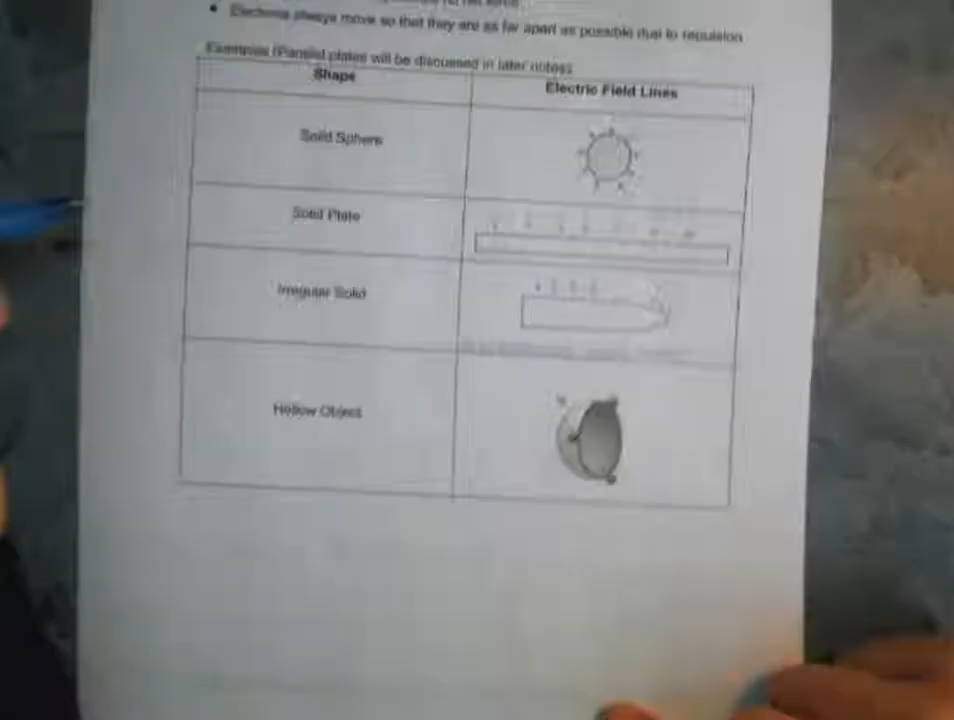 • Electrons always move so that they are as far apart as possible due to repulsion
Examples (Parallel plates will be discussed in later notes):
Shape
Electric Field Lines
Solid Sphere
Solid Plate
Irregular Solid
Hollow Object